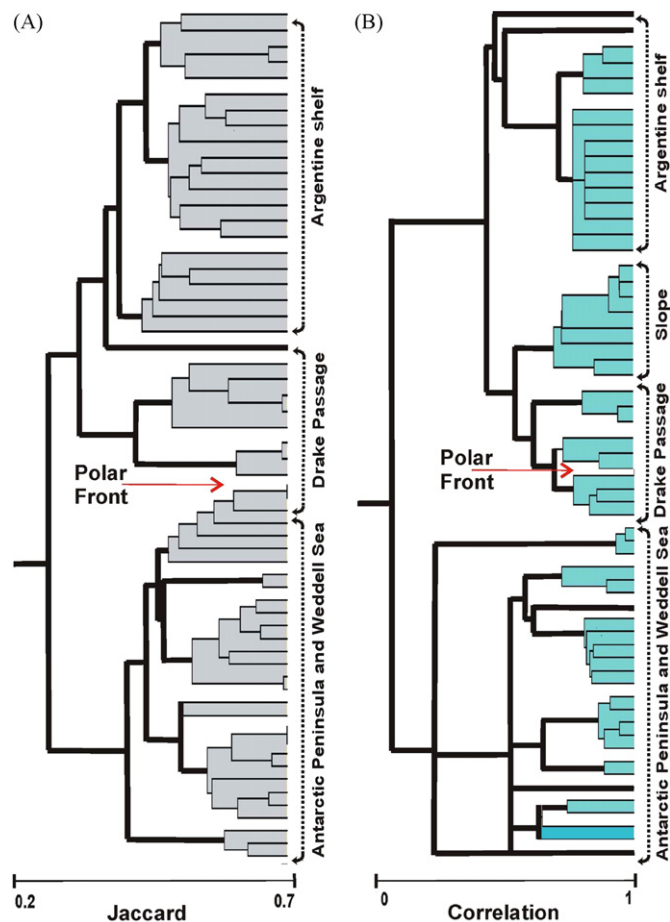 (A)
Argentine shelf
Drake Passage
Polar
Front
Antarctic Peninsula and Weddell Sea
0.2
0.7
Jaccard
(B)
Argentine shelf
Slope
Drake Passage
Polar
Front
Antarctic Peninsula and Weddell Sea
0
1
Correlation